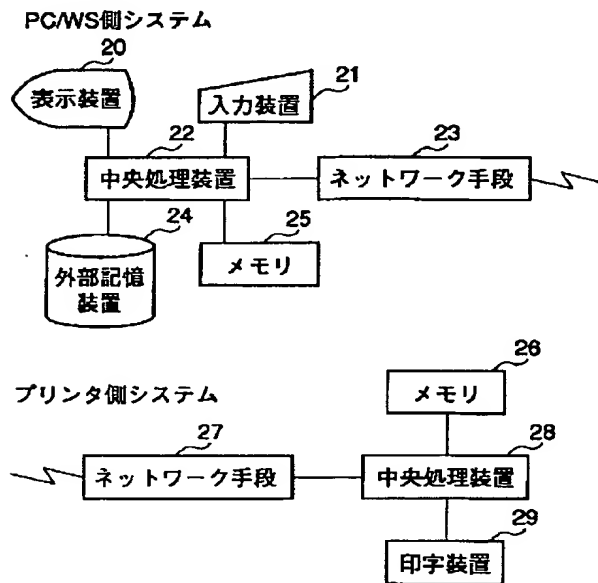 PC/WS側システム
20
表示装置
21
入力装置
22
中央処理装置
23
ネットワーク手段
24
外部記憶
装置
25
メモリ
プリンタ側システム
26
メモリ
27
ネットワーク手段
28
中央処理装置
29
印字装置